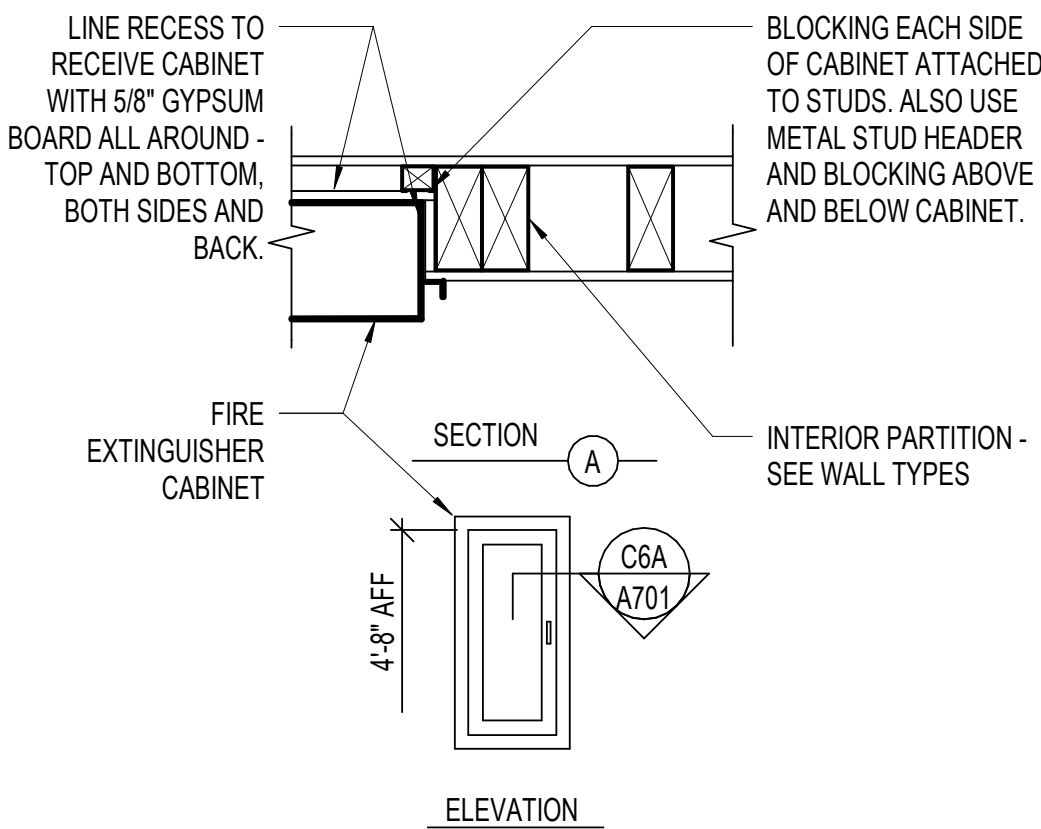 LINE RECESS TO
RECEIVE CABINET
WITH 5/8" GYPSUM
BOARD ALL AROUND -
TOP AND BOTTOM,
BOTH SIDES AND
BACK.
BLOCKING EACH SIDE
OF CABINET ATTACHED
TO STUDS. ALSO USE
METAL STUD HEADER
AND BLOCKING ABOVE
AND BELOW CABINET.
FIRE
EXTINGUISHER
CABINET
SECTION
A
INTERIOR PARTITION -
SEE WALL TYPES
4'-8" AFF
C6A
A701
ELEVATION